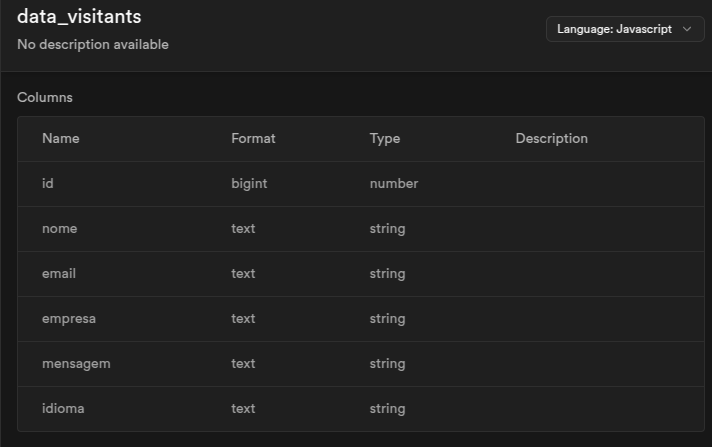 data_visitants
No description available
Language: Javascript
Columns
Name Format Type Description
id bigint number
nome text string
email text string
empresa text string
mensagem text string
idioma text string